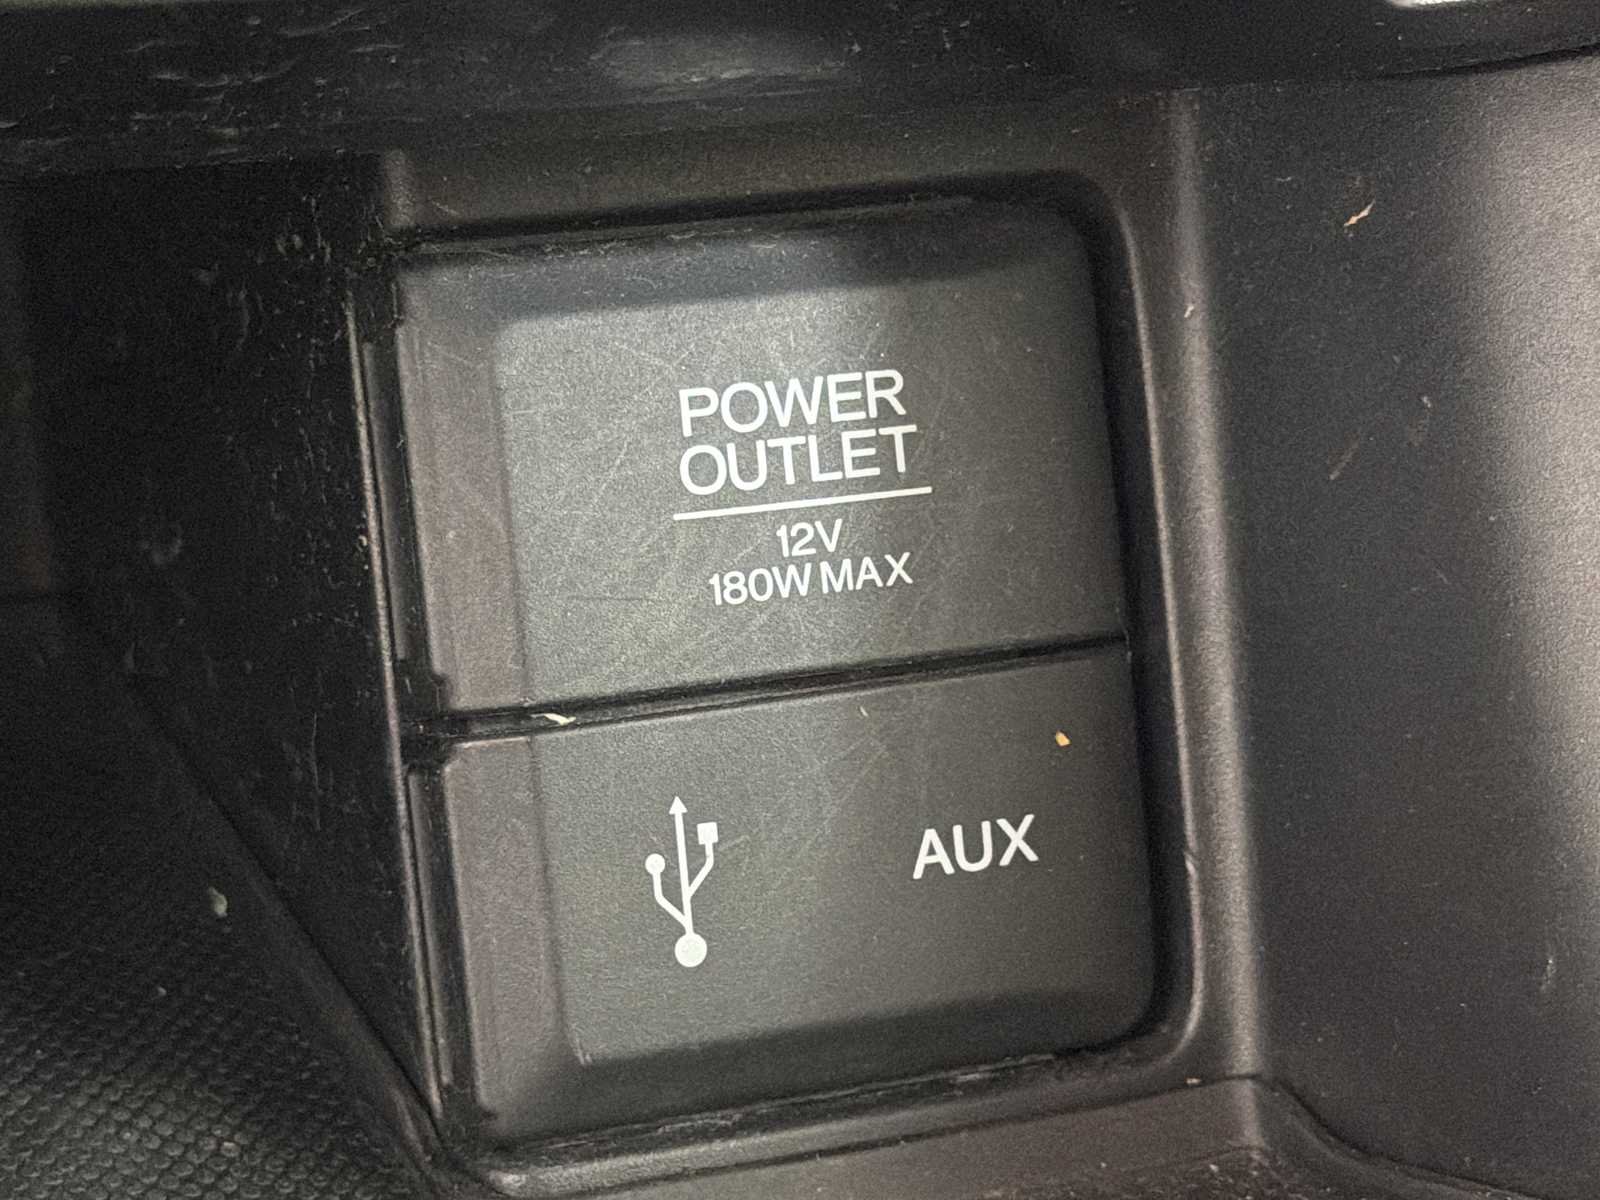 POWER
OUTLET
12V
180W MAX
AUX